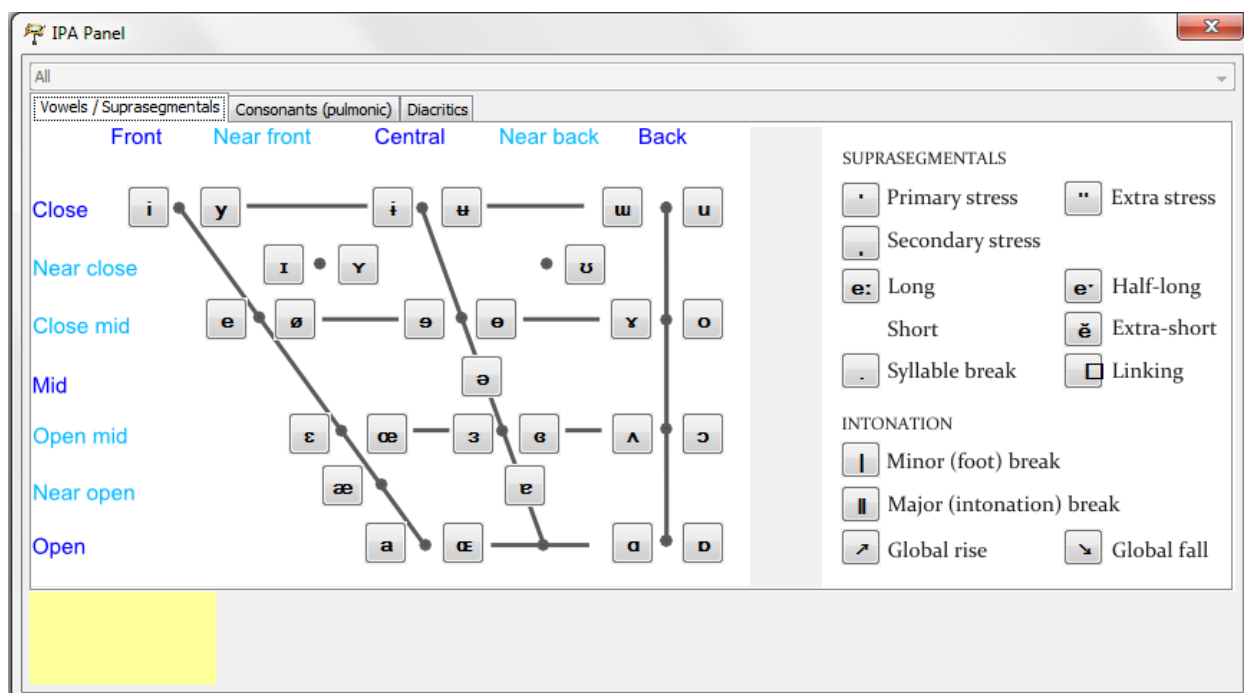 IPA Panel
All
Vowels / Suprasegmentals Consonants (pulmonic) Diacritics
Front Near front Central Near back Back
Close i y ɨ ʉ ɯ u
Near close ɪ ʏ ʊ
Close mid e ø ɘ ɵ ɤ o
Mid ə
Open mid ɛ œ ɜ ɞ ʌ ɔ
Near open æ ɐ
Open a ɶ ɑ ɒ
SUPRASEGMENTALS
ˈ Primary stress ˈˈ Extra stress
ˌ Secondary stress
eː Long eˑ Half-long
Short ĕ Extra-short
. Syllable break Linking
INTONATION
| Minor (foot) break
‖ Major (intonation) break
↗ Global rise ↘ Global fall